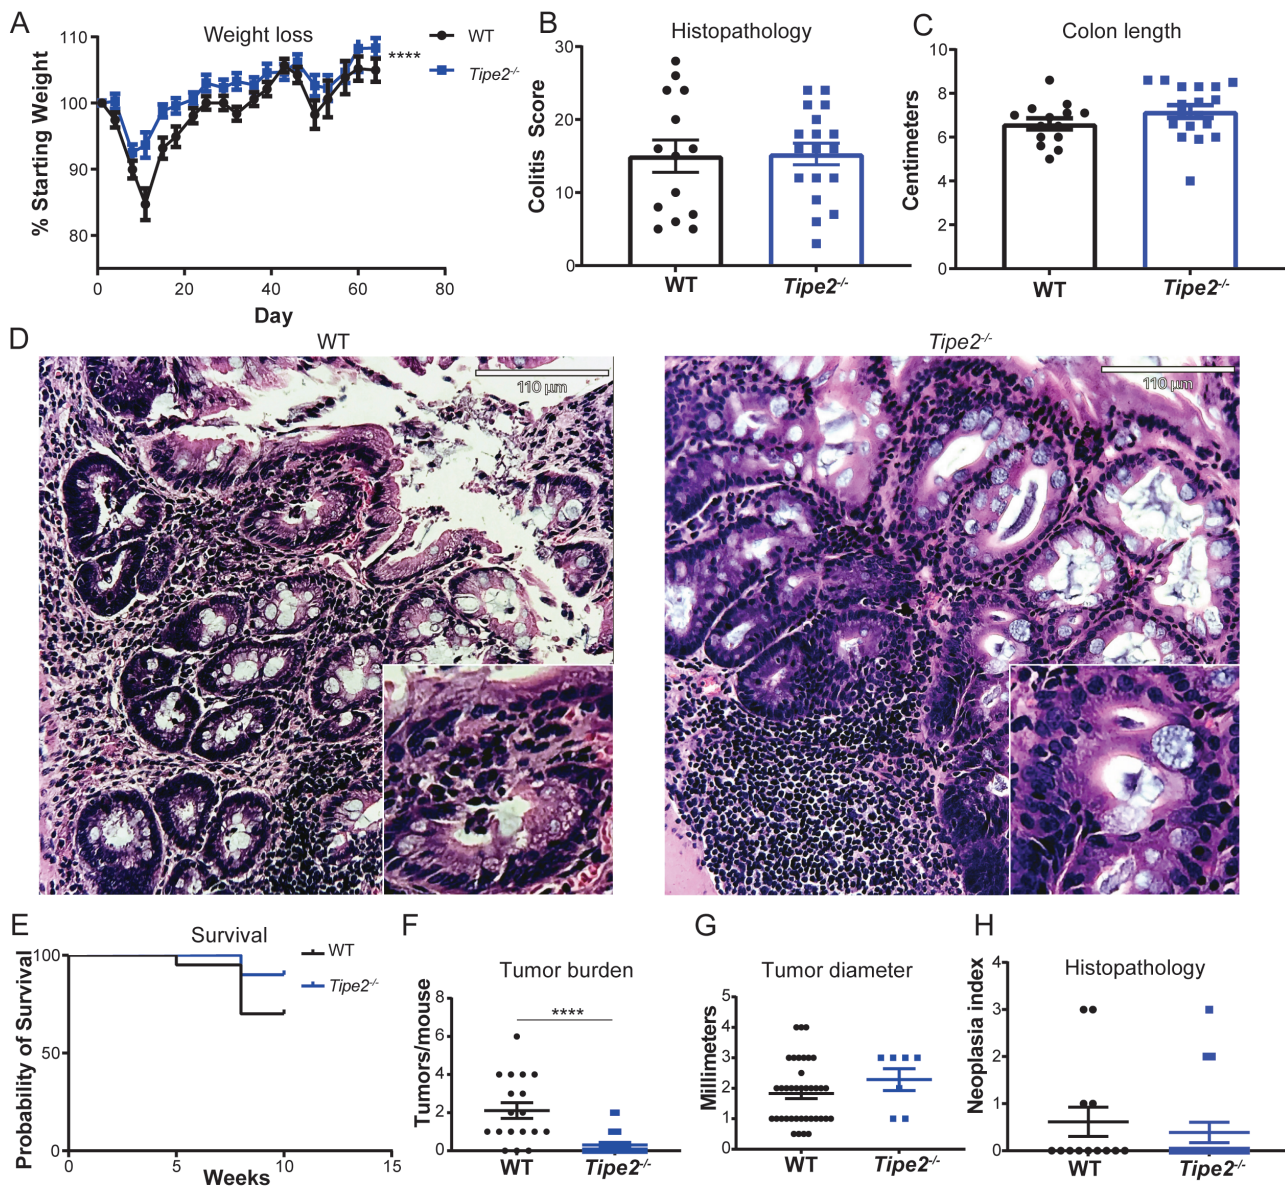 A
Weight loss
110
100
90
80
% Starting Weight
0 20 40 60 80
Day
****
WT
Tipe2-/-
B
Histopathology
30
20
10
0
Colitis Score
WT Tipe2-/-
C
Colon length
10
8
6
4
2
0
Centimeters
WT Tipe2-/-
D
WT
110 µm
Tipe2-/-
110 µm
E
Survival
100
50
0
Probability of Survival
0 5 10 15
Weeks
WT
Tipe2-/-
F
Tumor burden
****
8
6
4
2
0
Tumors/mouse
WT Tipe2-/-
G
Tumor diameter
5
4
3
2
1
0
Millimeters
WT Tipe2-/-
H
Histopathology
4
3
2
1
0
Neoplasia index
WT Tipe2-/-